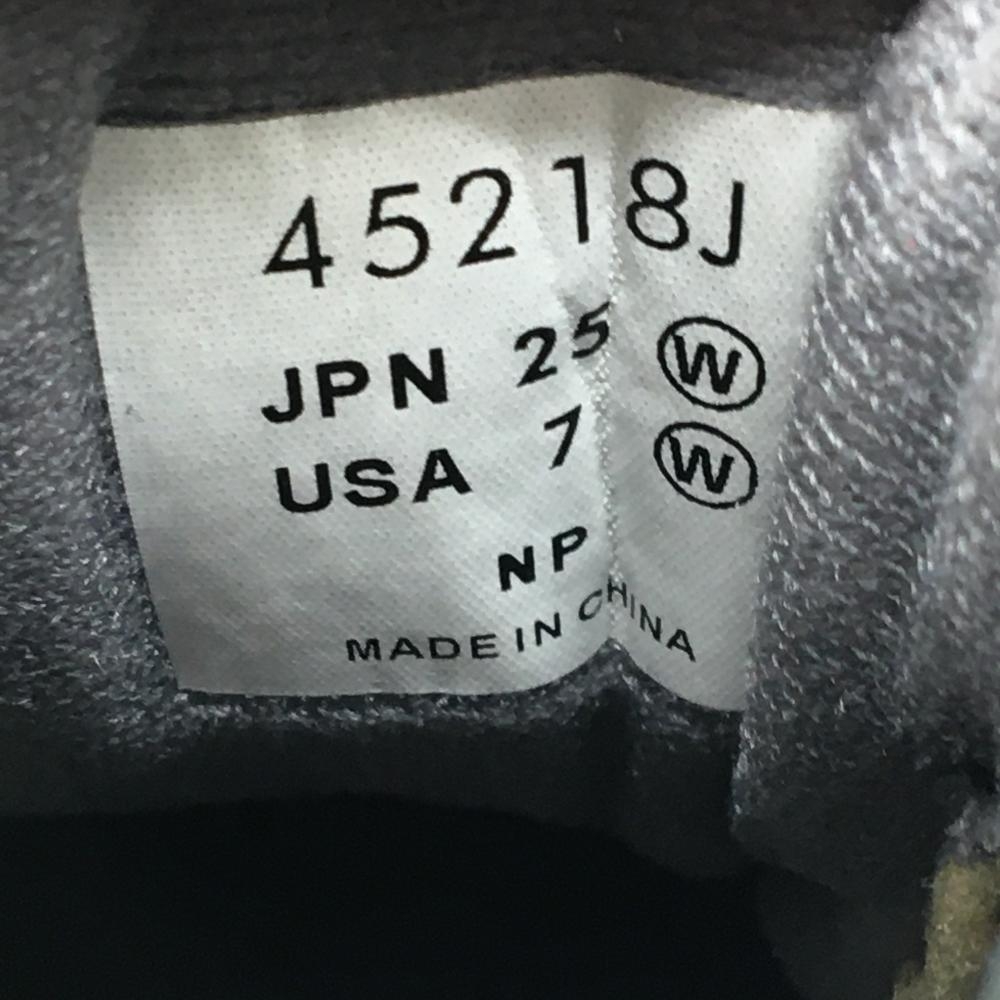 45218J
JPN 25 W
USA 7 W
NP
MADE IN CHINA